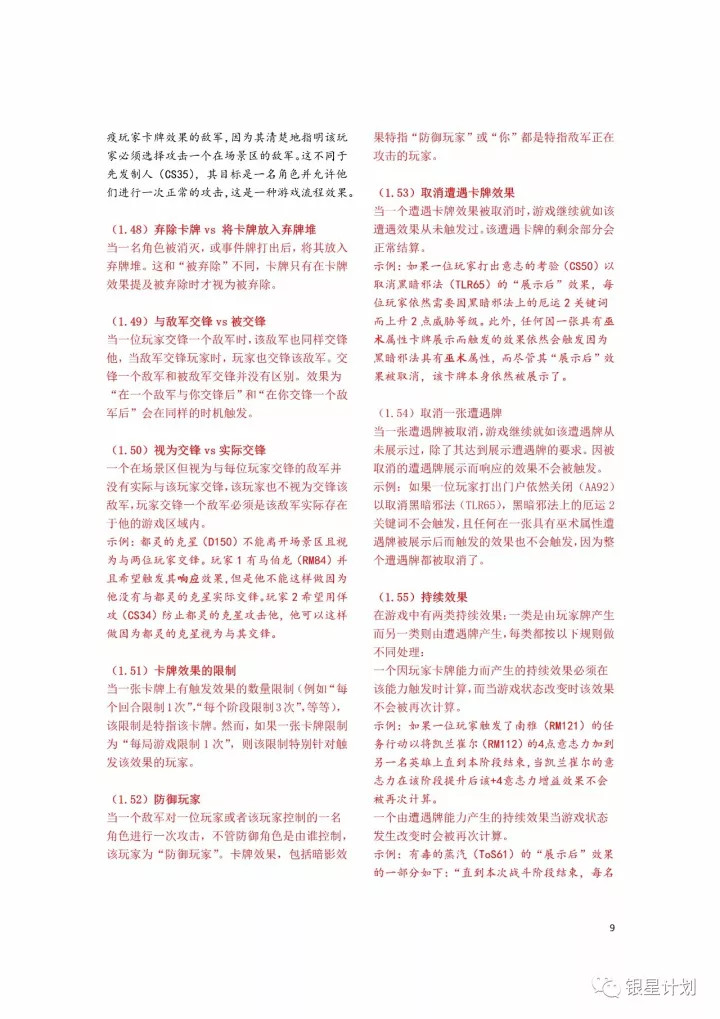 疫玩家卡牌效果的敌军,因为其清楚地指明该玩
家必须选择攻击一个在场景区的敌军。这不同于
先发制人（CS35），其目标是一名角色并允许他
们进行一次正常的攻击,这是一种游戏流程效果。
（1.48）弃除卡牌 vs 将卡牌放入弃牌堆
当一名角色被消灭，或事件牌打出后，将其放入
弃牌堆。这和“被弃除”不同，卡牌只有在卡牌
效果提及被弃除时才视为被弃除。
（1.49）与敌军交锋 vs 被交锋
当一位玩家交锋一个敌军时,该敌军也同样交锋
他，当敌军交锋玩家时，玩家也交锋该敌军。交
锋一个敌军和被敌军交锋并没有区别。效果为
“在一个敌军与你交锋后”和“在你交锋一个敌
军后”会在同样的时机触发。
（1.50）视为交锋 vs 实际交锋
一个在场景区但视为与每位玩家交锋的敌军并
没有实际与该玩家交锋,该玩家也不视为交锋该
敌军,玩家交锋一个敌军必须是该敌军实际存在
于他的游戏区域内。
示例：都灵的克星(D150)不能离开场景区且视
为与两位玩家交锋。玩家 1 有马伯龙(RM84)并
且希望触发其响应效果,但是他不能这样做因为
他没有与都灵的克星实际交锋。玩家 2 希望用佯
攻(CS34)防止都灵的克星攻击他，他可以这样
做因为都灵的克星视为与其交锋。
（1.51）卡牌效果的限制
当一张卡牌上有触发效果的数量限制（例如“每
个回合限制 1 次”,“每个阶段限制 3 次”,等等），
该限制是特指该卡牌。然而，如果一张卡牌限制
为“每局游戏限制 1 次”，则该限制特别针对触
发该效果的玩家。
（1.52）防御玩家
当一个敌军对一位玩家或者该玩家控制的一名
角色进行一次攻击，不管防御角色是由谁控制，
该玩家为“防御玩家”。卡牌效果，包括暗影效
果特指“防御玩家”或“你”都是特指敌军正在
攻击的玩家。
（1.53）取消遭遇卡牌效果
当一个遭遇卡牌效果被取消时,游戏继续就如该
遭遇效果从未触发过。该遭遇卡牌的剩余部分会
正常结算。
示例：如果一位玩家打出意志的考验(CS50)以
取消黑暗邪法（TLR65）的“展示后”效果，每
位玩家依然需要因黑暗邪法上的厄运 2 关键词
而上升 2 点威胁等级。此外，任何因一张具有巫
术属性卡牌展示而触发的效果依然会触发因为
黑暗邪法具有巫术属性，而尽管其“展示后”效
果被取消，该卡牌本身依然被展示了。
（1.54）取消一张遭遇牌
当一张遭遇牌被取消,游戏继续就如该遭遇牌从
未展示过，除了其达到展示遭遇牌的要求。因被
取消的遭遇牌展示而响应的效果不会被触发。
示例：如果一位玩家打出门户依然关闭（AA92）
以取消黑暗邪法(TLR65)，黑暗邪法上的厄运 2
关键词不会触发,且任何在一张具有巫术属性遭
遇牌被展示后而触发的效果也不会触发,因为整
个遭遇牌都被取消了。
（1.55）持续效果
在游戏中有两类持续效果:一类是由玩家牌产生
而另一类则由遭遇牌产生,每类都按以下规则做
不同处理：
一个因玩家卡牌能力而产生的持续效果必须在
该能力触发时计算,而当游戏状态改变时该效果
不会被再次计算。
示例：如果一位玩家触发了南雅（RM121）的任
务行动以将凯兰崔尔(RM112)的4点意志力加到
另一名英雄上直到本阶段结束,当凯兰崔尔的意
志力在该阶段提升后该+4意志力增益效果不会
被再次计算。
一个由遭遇牌能力产生的持续效果当游戏状态
发生改变时会被再次计算。
示例：有毒的蒸汽（ToS61）的“展示后”效果
的一部分如下：“直到本次战斗阶段结束，每名
9
银星计划